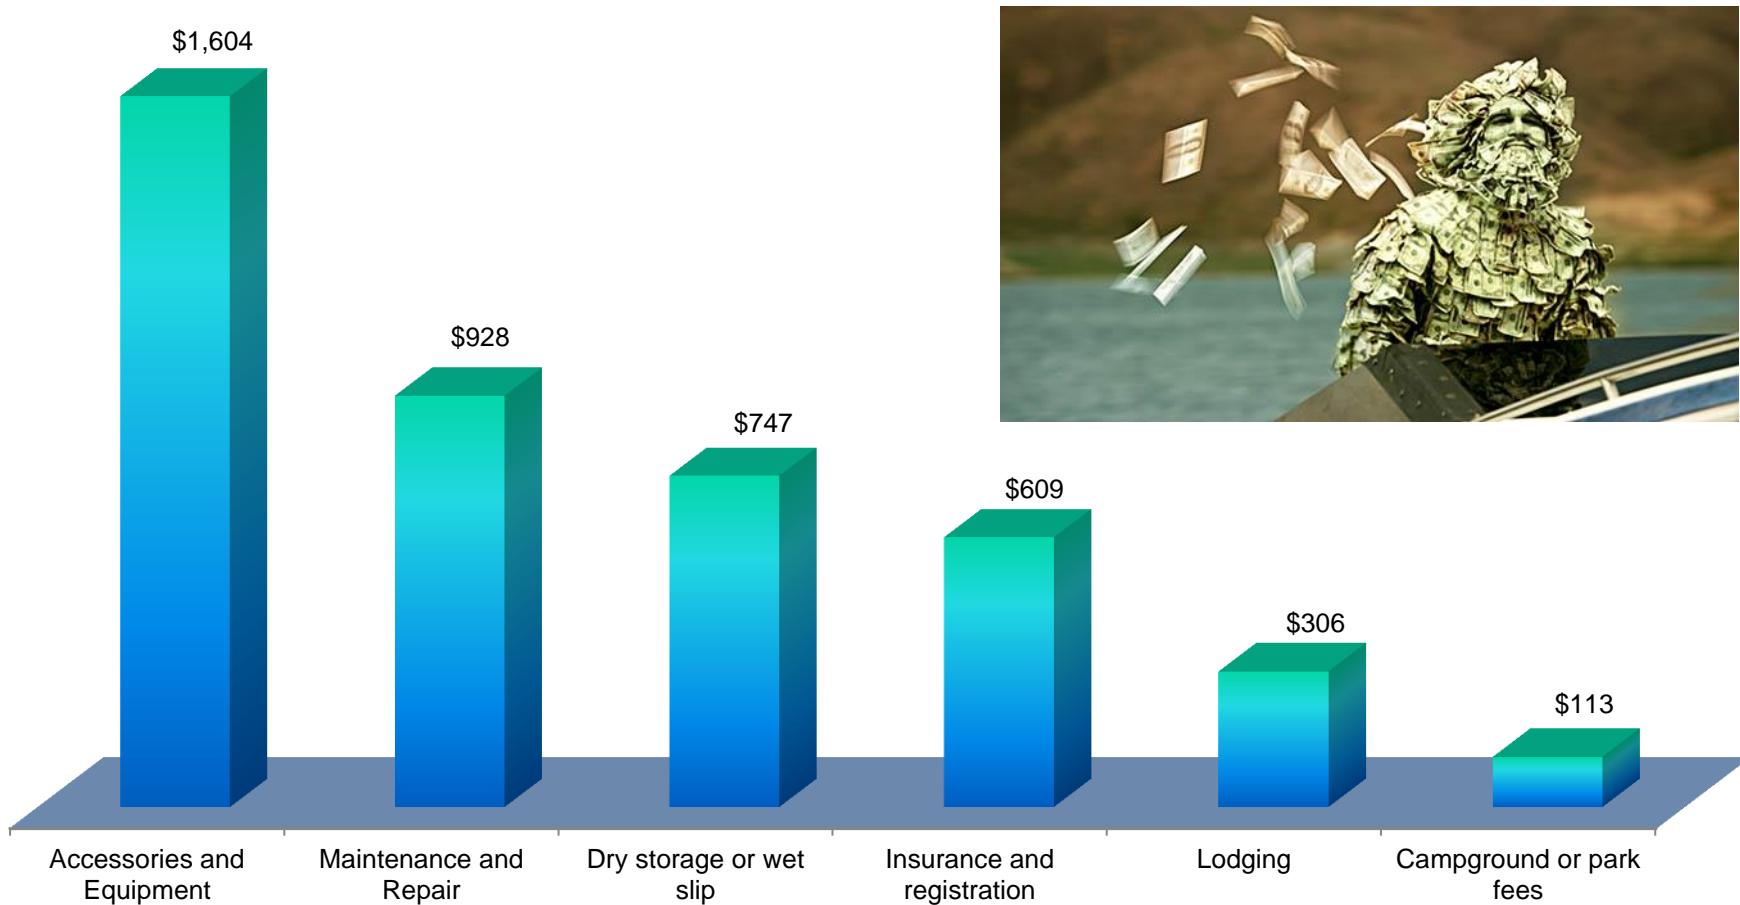 $1,604
$928
$747
$609
$306
$113
Accessories and
Equipment
Maintenance and
Repair
Dry storage or wet
slip
Insurance and
registration
Lodging
Campground or park
fees